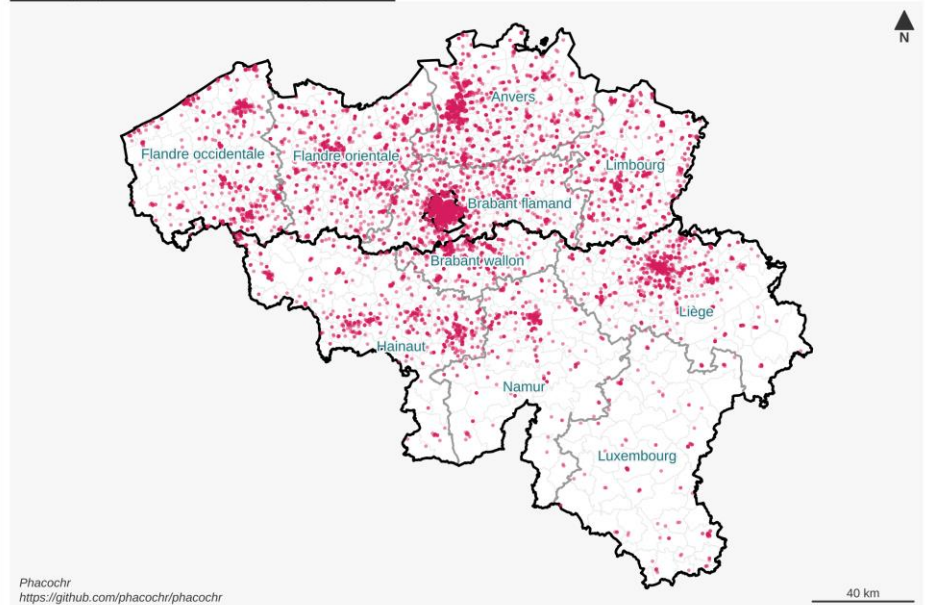 N
Anvers
Flandre occidentale
Flandre orientale
Limbourg
Brabant flamand
Brabant wallon
Liège
Hainaut
Namur
Luxembourg
Phacochr
https://github.com/phacochr/phacochr
40 km